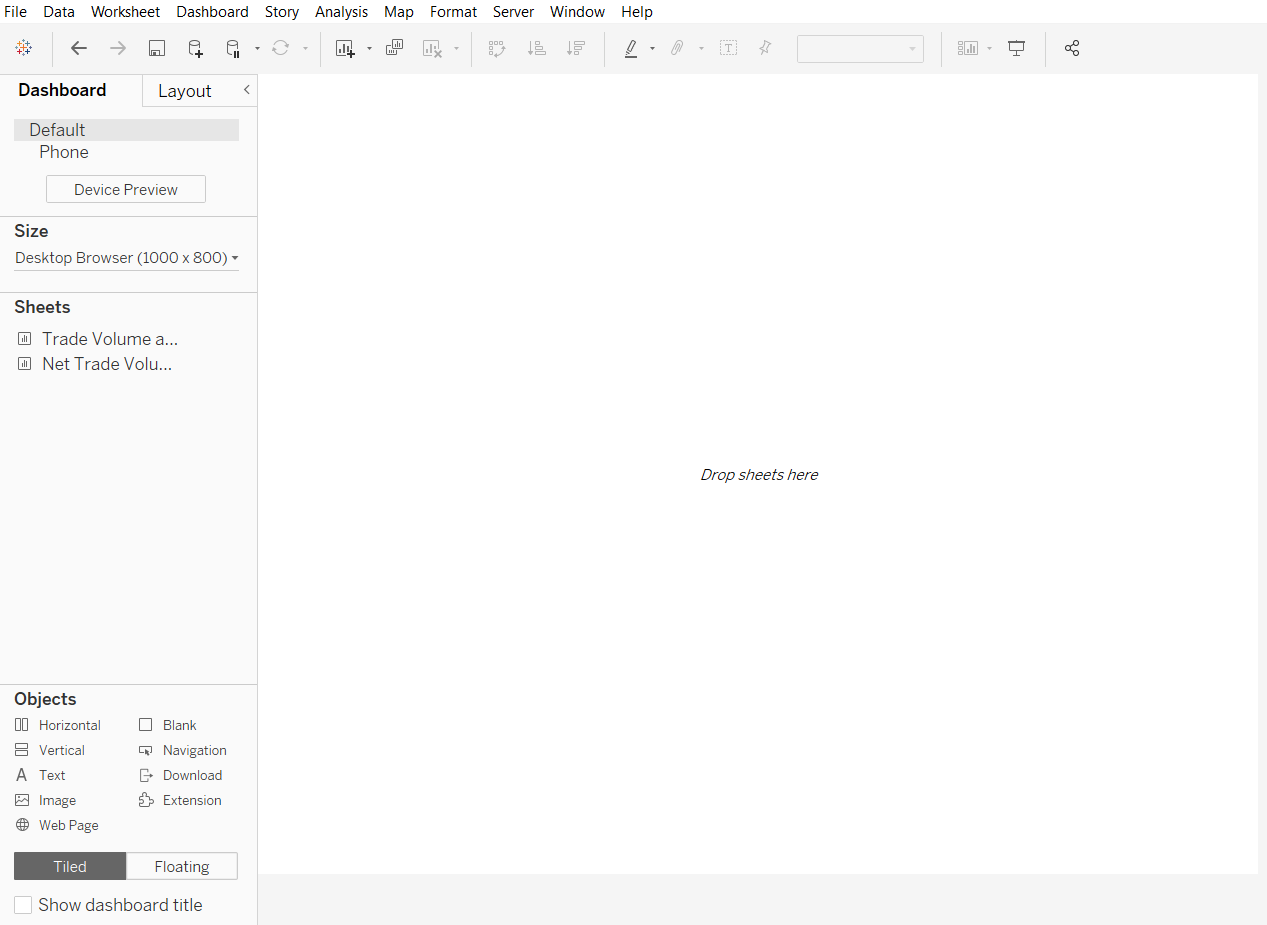 File Data Worksheet Dashboard Story Analysis Map Format Server Window Help
Dashboard Layout
Default
Phone
Device Preview
Size
Desktop Browser (1000 x 800)
Sheets
Trade Volume a...
Net Trade Volu...
Drop sheets here
Objects
Horizontal Blank
Vertical Navigation
A Text Download
Image Extension
Web Page
Tiled Floating
Show dashboard title